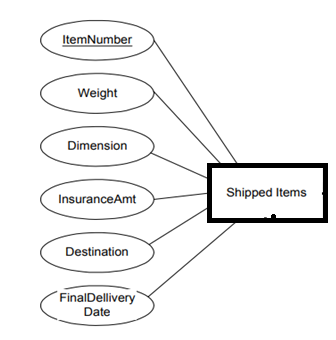 ItemNumber
Weight
Dimension
Shipped Items
InsuranceAmt
Destination
FinalDellivery
Date